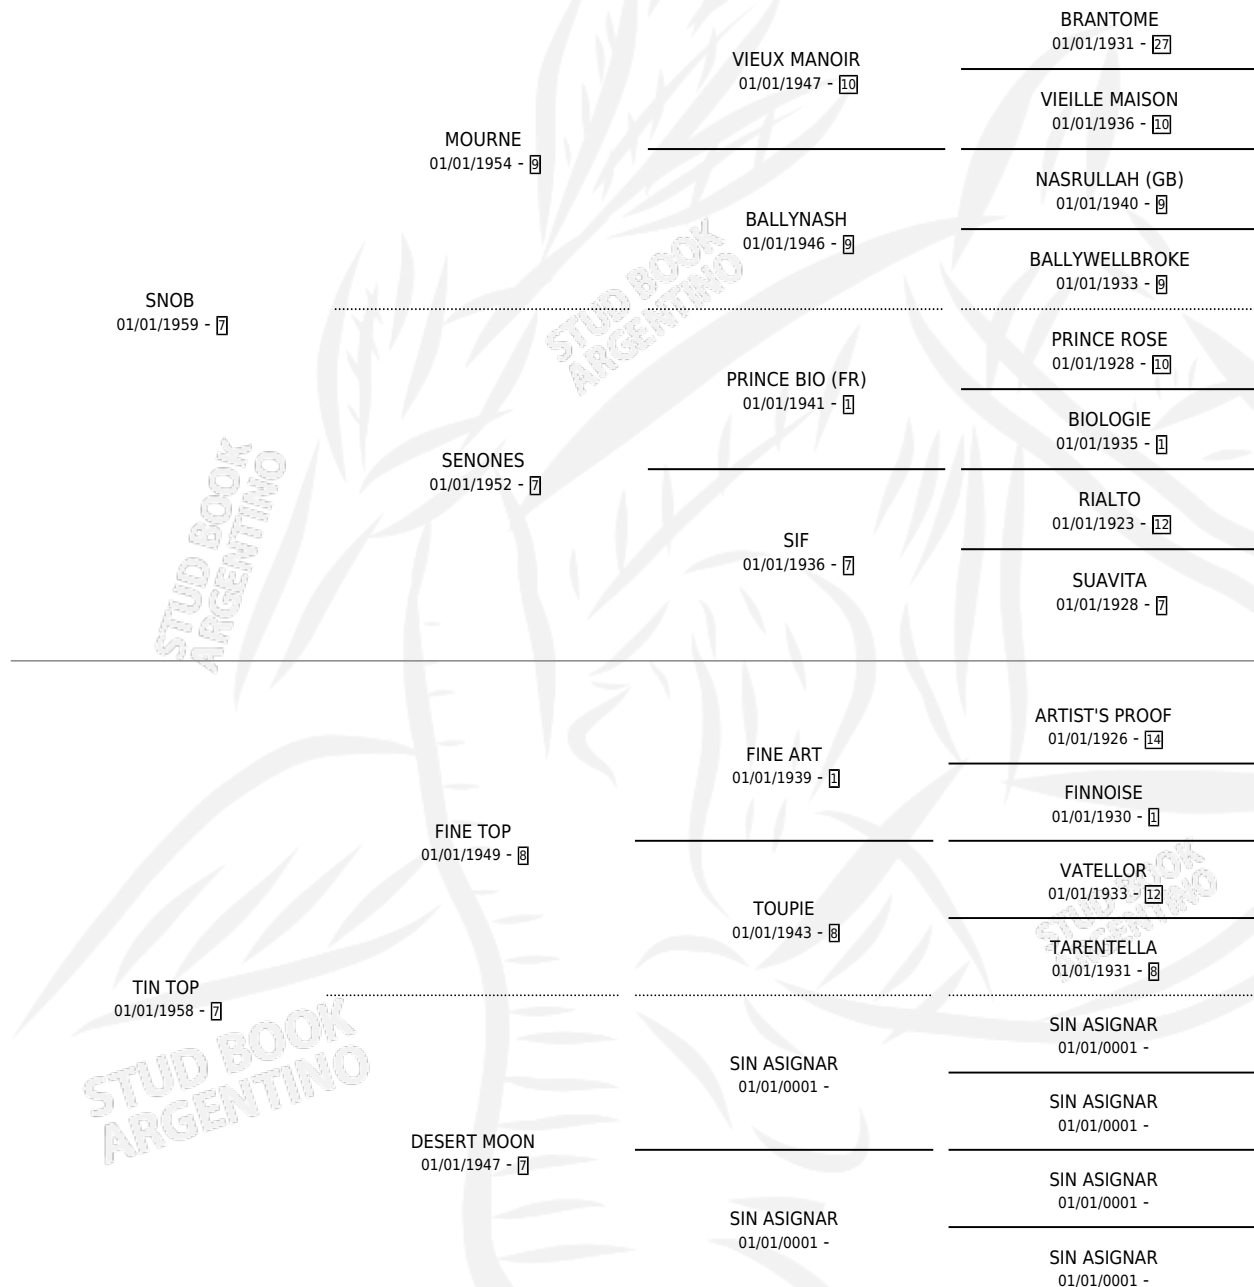 BRANTOME
01/01/1931 - 27
VIEUX MANOIR
01/01/1947 - 10
VIEILLE MAISON
01/01/1936 - 10
MOURNE
01/01/1954 - 9
NASRULLAH (GB)
01/01/1940 - 9
BALLYNASH
01/01/1946 - 9
BALLYWELLBROKE
01/01/1933 - 9
SNOB
01/01/1959 - 7
STUD BOOK
ARGENTINO
PRINCE ROSE
01/01/1928 - 10
PRINCE BIO (FR)
01/01/1941 - 1
BIOLOGIE
01/01/1935 - 1
SENONES
01/01/1952 - 7
RIALTO
01/01/1923 - 12
SIF
01/01/1936 - 7
SUAVITA
01/01/1928 - 7
STUD BOOK
ARGENTINO
ARTIST'S PROOF
01/01/1926 - 14
FINE ART
01/01/1939 - 1
FINNOISE
01/01/1930 - 1
FINE TOP
01/01/1949 - 8
VATELLOR
01/01/1933 - 12
TOUPIE
01/01/1943 - 8
STUD BOOK
ARGENTINO
TARENTELLA
01/01/1931 - 8
TIN TOP
01/01/1958 - 7
SIN ASIGNAR
01/01/0001 -
SIN ASIGNAR
01/01/0001 -
STUD BOOK
ARGENTINO
SIN ASIGNAR
01/01/0001 -
DESERT MOON
01/01/1947 - 7
SIN ASIGNAR
01/01/0001 -
SIN ASIGNAR
01/01/0001 -
SIN ASIGNAR
01/01/0001 -